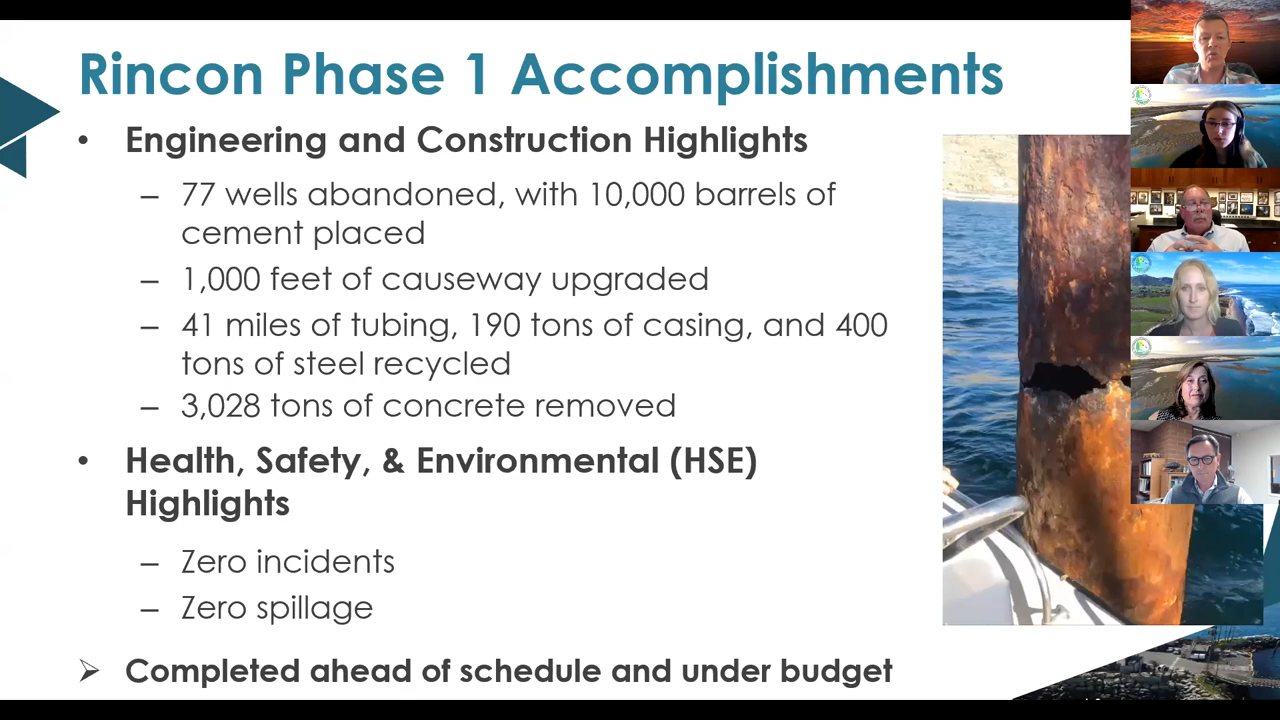 Rincon Phase 1 Accomplishments
• Engineering and Construction Highlights
– 77 wells abandoned, with 10,000 barrels of
cement placed
– 1,000 feet of causeway upgraded
– 41 miles of tubing, 190 tons of casing, and 400
tons of steel recycled
– 3,028 tons of concrete removed
• Health, Safety, & Environmental (HSE)
Highlights
– Zero incidents
– Zero spillage
➢ Completed ahead of schedule and under budget